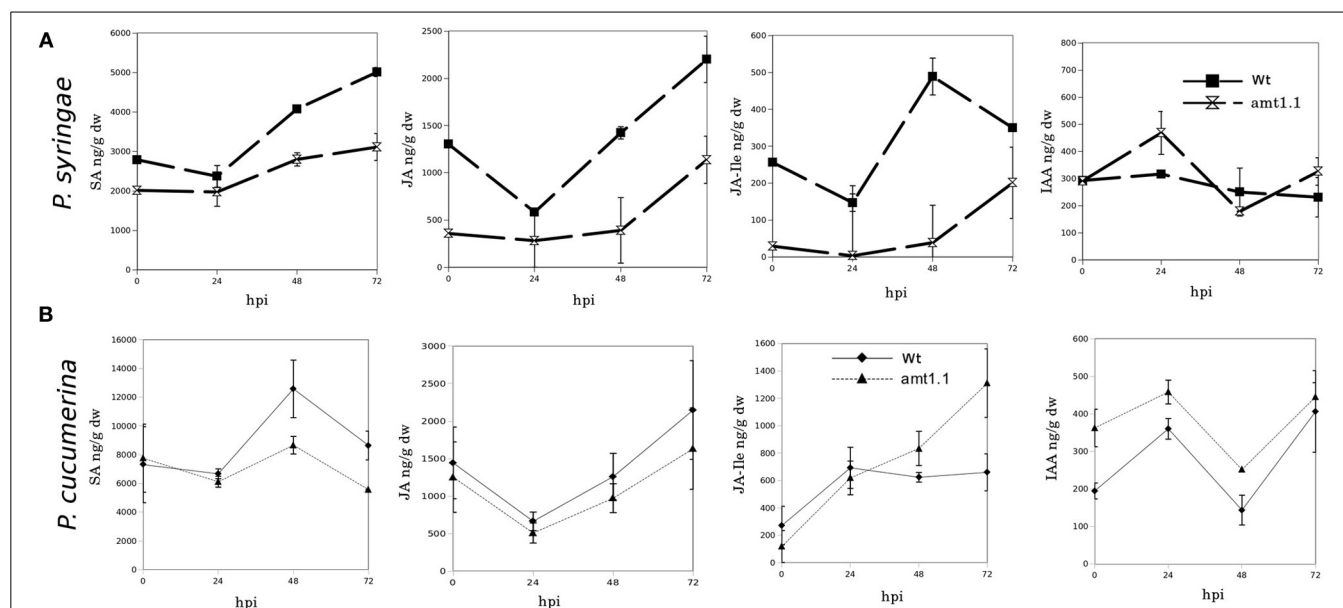 A
P. syringae
SA ng/g dw
6000
5000
4000
3000
2000
1000
0
0 24 48 72
hpi
JA ng/g dw
2500
2000
1500
1000
500
0
0 24 48 72
hpi
JA-Ile ng/g dw
600
500
400
300
200
100
0
0 24 48 72
hpi
IAA ng/g dw
800
700
600
500
400
300
200
100
0
Wt
amt1.1
0 24 48 72
hpi
B
P. cucumerina
SA ng/g dw
16000
14000
12000
10000
8000
6000
4000
2000
0
0 24 48 72
hpi
JA ng/g dw
3000
2500
2000
1500
1000
500
0
0 24 48 72
hpi
JA-Ile ng/g dw
1600
1400
1200
1000
800
600
400
200
0
Wt
amt1.1
0 24 48 72
hpi
IAA ng/g dw
600
500
400
300
200
100
0
0 24 48 72
hpi